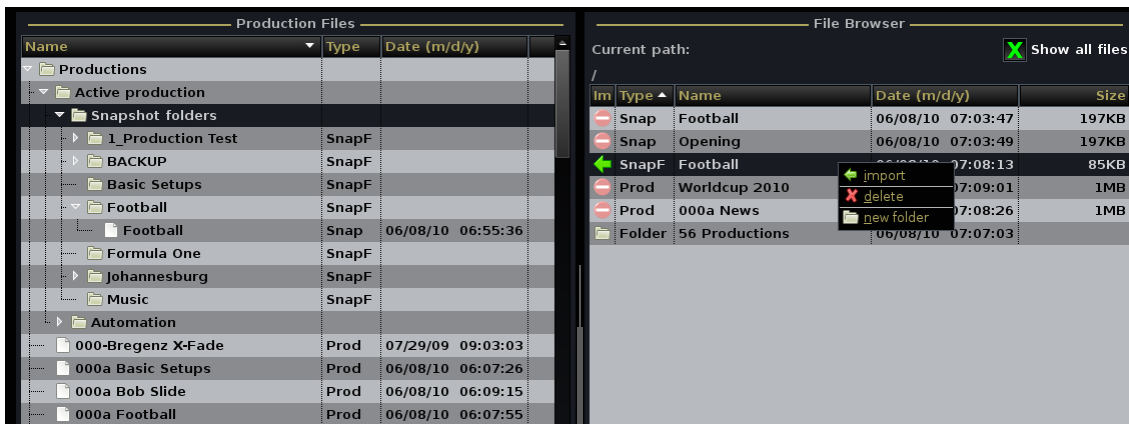 Production Files
Name Type Date (m/d/y)
Productions
Active production
Snapshot folders
1_Production Test SnapF
BACKUP SnapF
Basic Setups SnapF
Football SnapF
Football Snap 06/08/10 06:55:36
Formula One SnapF
Johannesburg SnapF
Music SnapF
Automation
000-Bregenz X-Fade Prod 07/29/09 09:03:03
000a Basic Setups Prod 06/08/10 06:07:26
000a Bob Slide Prod 06/08/10 06:09:15
000a Football Prod 06/08/10 06:07:55
File Browser
Current path: X Show all files
/
Im Type Name Date (m/d/y) Size
Snap Football 06/08/10 07:03:47 197KB
Snap Opening 06/08/10 07:03:49 197KB
SnapF Football 07:08:13 85KB
import
Prod Worldcup 2010 07:09:01 1MB
delete
Prod 000a News 07:08:26 1MB
new folder
Folder 56 Productions 06/08/10 07:07:03